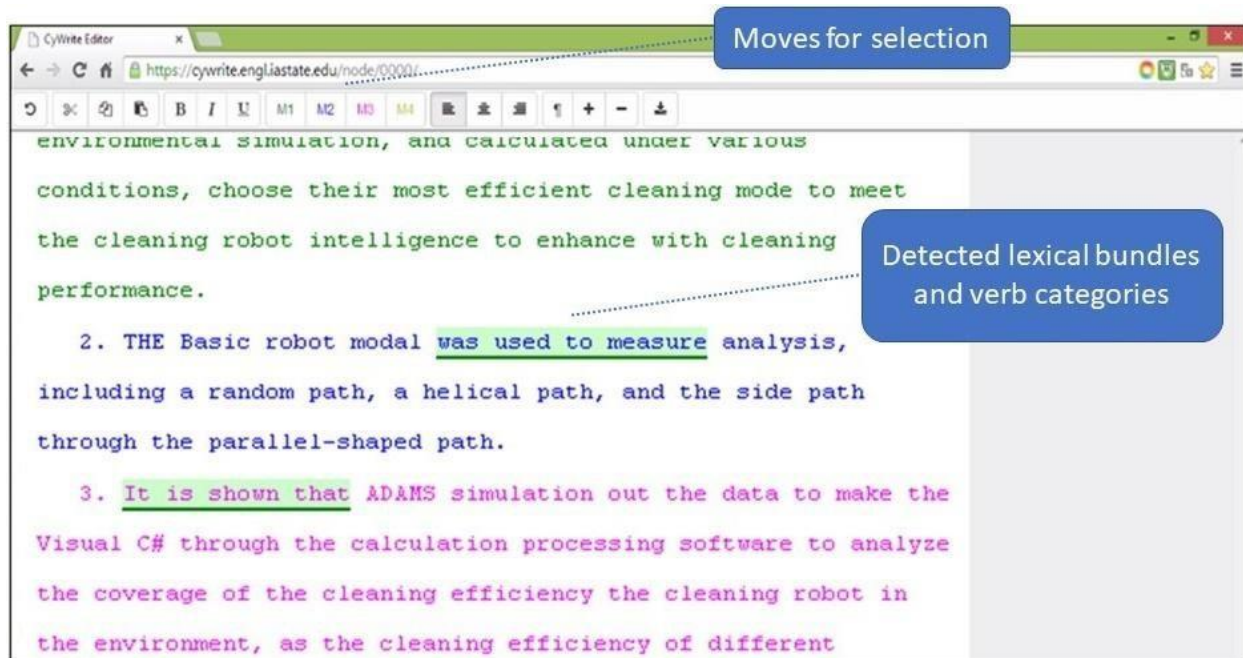 CyWrite Editor
Moves for selection
https://cywrite.engl.iastate.edu/node/0000/
B I U M1 M2 M3 M4 ¶ + −
environmental simulation, and calculated under various
conditions, choose their most efficient cleaning mode to meet
the cleaning robot intelligence to enhance with cleaning
performance.
Detected lexical bundles
and verb categories
2. THE Basic robot modal was used to measure analysis,
including a random path, a helical path, and the side path
through the parallel-shaped path.
3. It is shown that ADAMS simulation out the data to make the
Visual C# through the calculation processing software to analyze
the coverage of the cleaning efficiency the cleaning robot in
the environment, as the cleaning efficiency of different